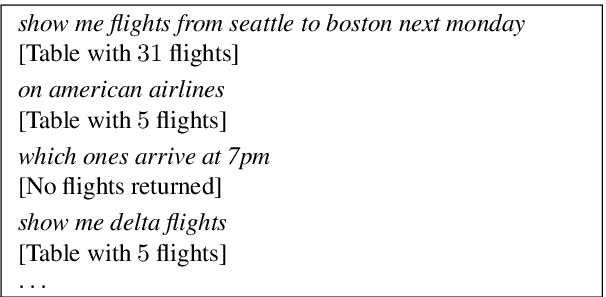 show me flights from seattle to boston next monday
[Table with 31 flights]
on american airlines
[Table with 5 flights]
which ones arrive at 7pm
[No flights returned]
show me delta flights
[Table with 5 flights]
. . .